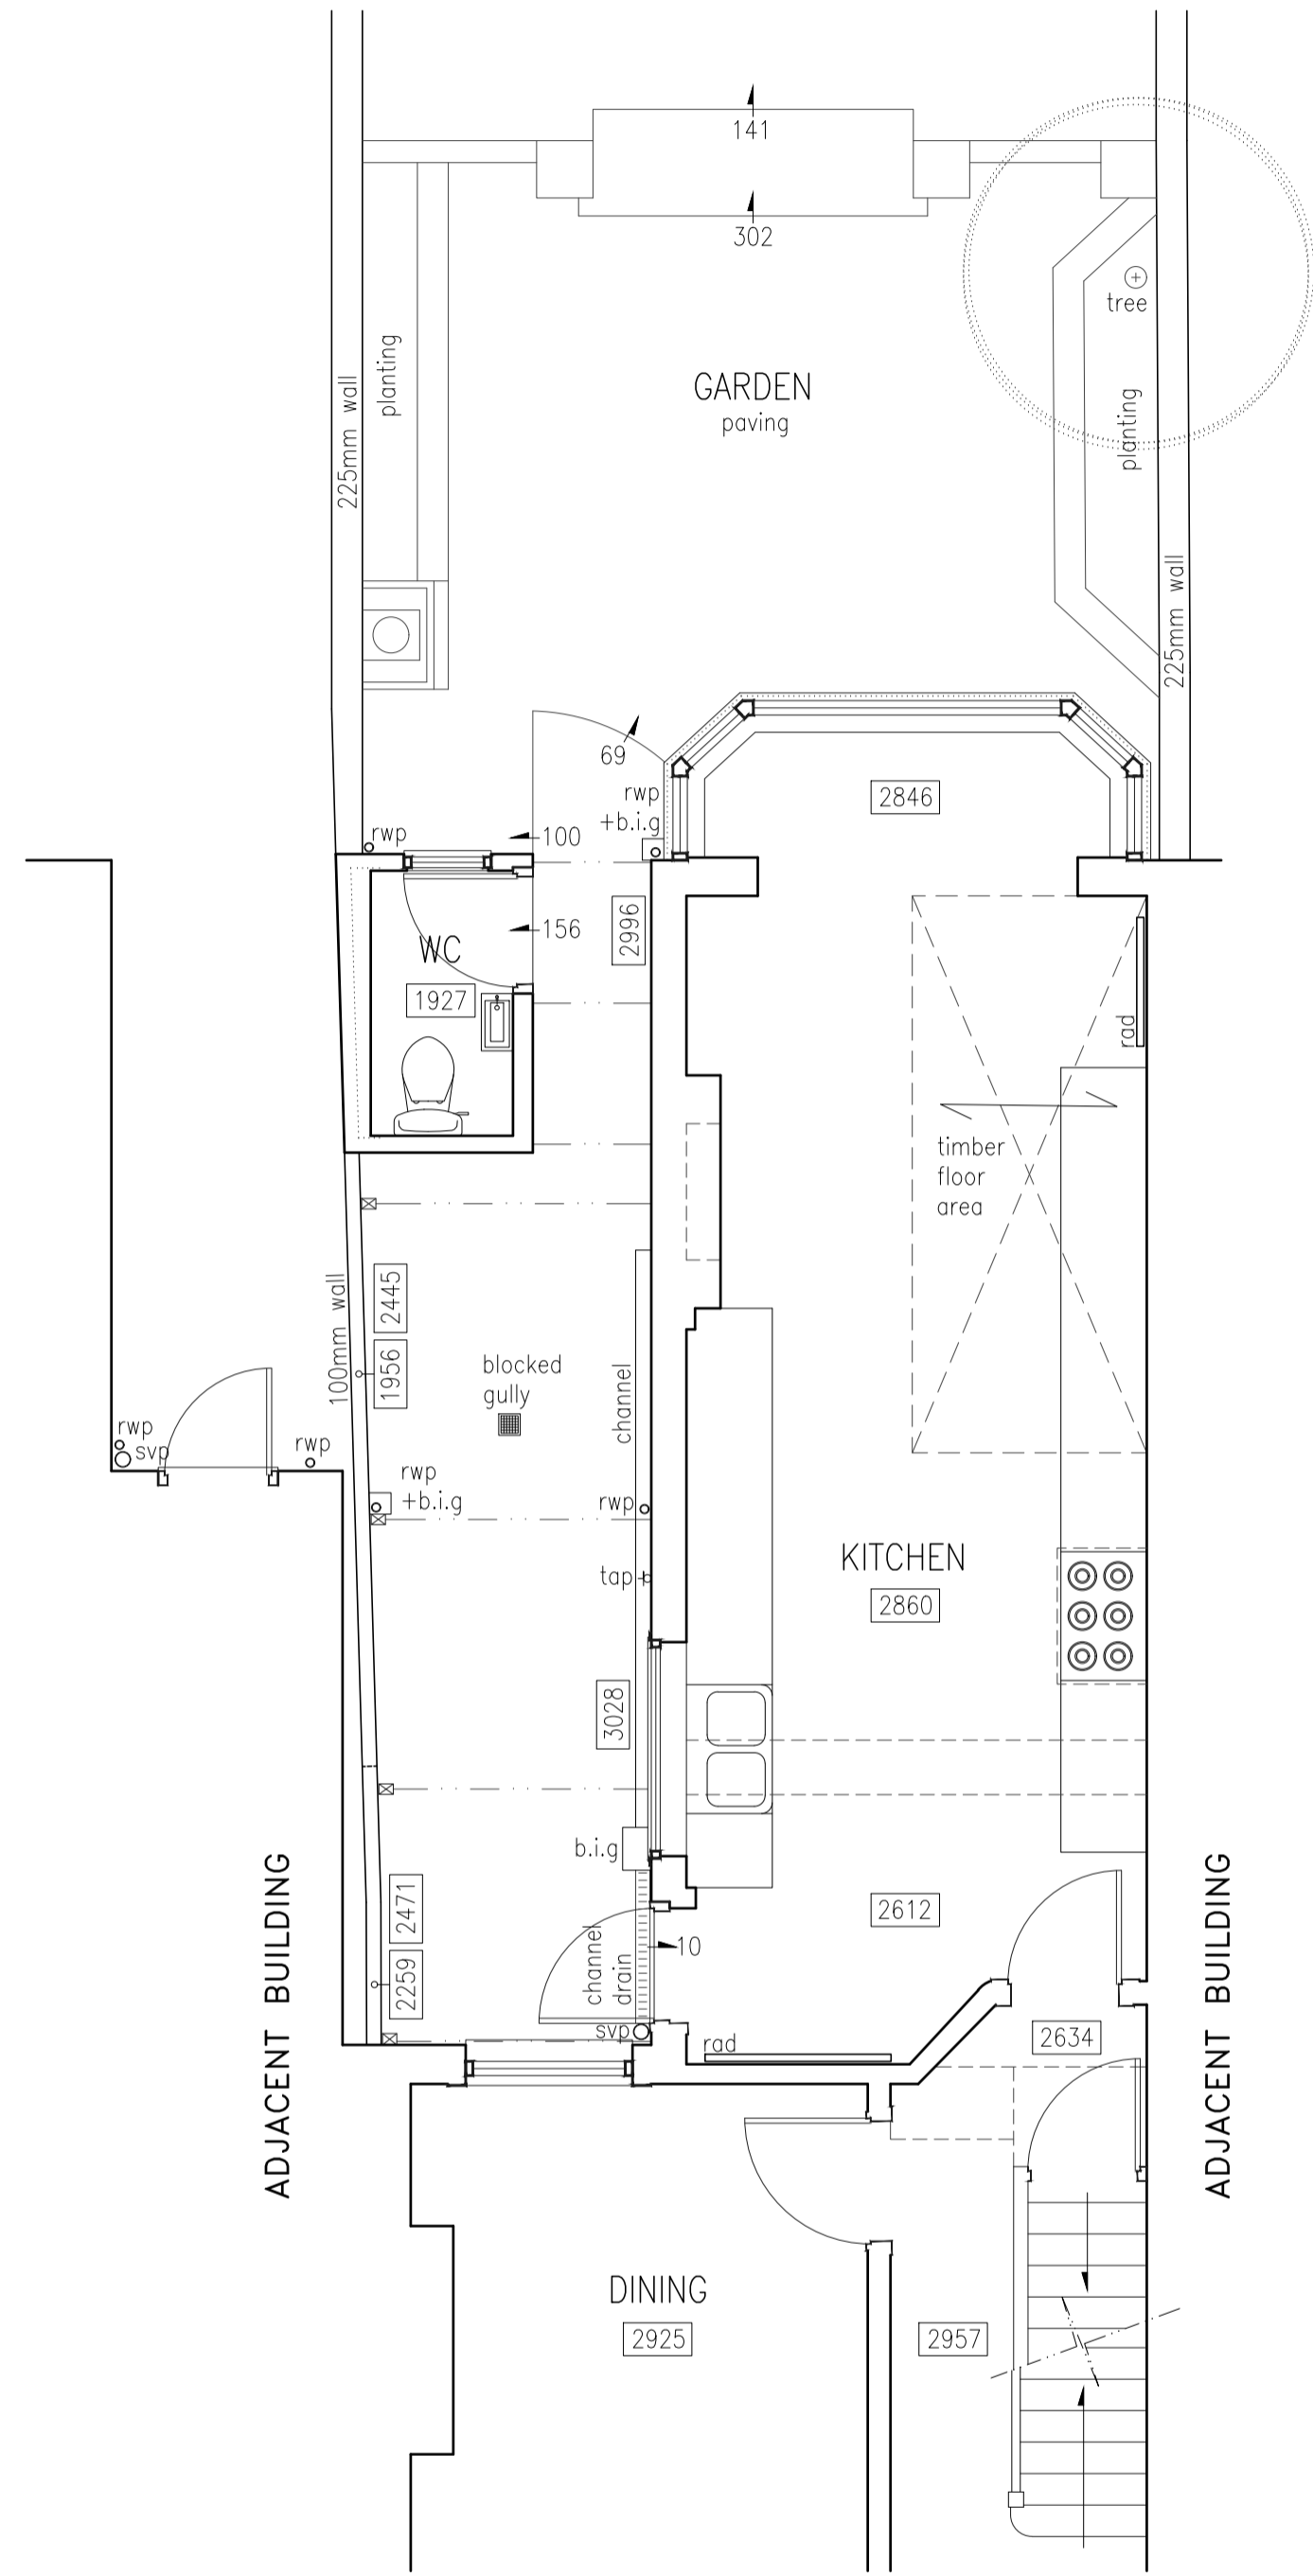 141
302
tree
planting
225mm wall
GARDEN
paving
planting
225mm wall
69
rwp
+b.i.g
2846
rwp
100
156
2996
WC
1927
rad
timber
floor
area
100mm wall
2445
1956
blocked
gully
channel
rwp
svp
rwp
rwp
+b.i.g
rwp
tap
KITCHEN
2860
3028
b.i.g
ADJACENT BUILDING
2471
2259
channel
drain
10
2612
ADJACENT BUILDING
svp
rad
2634
DINING
2925
2957